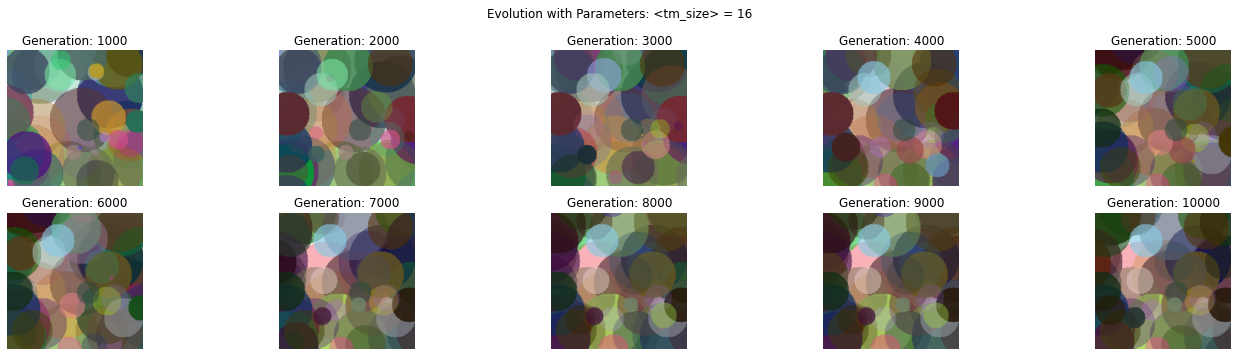 Evolution with Parameters: <tm_size> = 16
Generation: 1000
Generation: 2000
Generation: 3000
Generation: 4000
Generation: 5000
Generation: 6000
Generation: 7000
Generation: 8000
Generation: 9000
Generation: 10000